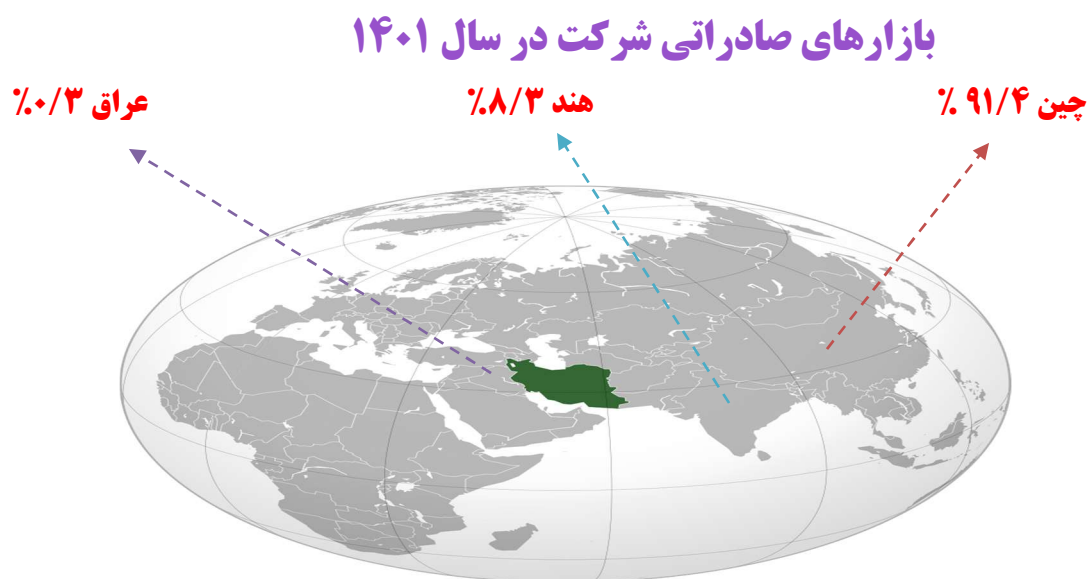 بازارهای صادراتی شرکت در سال ۱۴۰۱
چین ۹۱/۴ %
هند ۸/۳%
عراق ۰/۳%